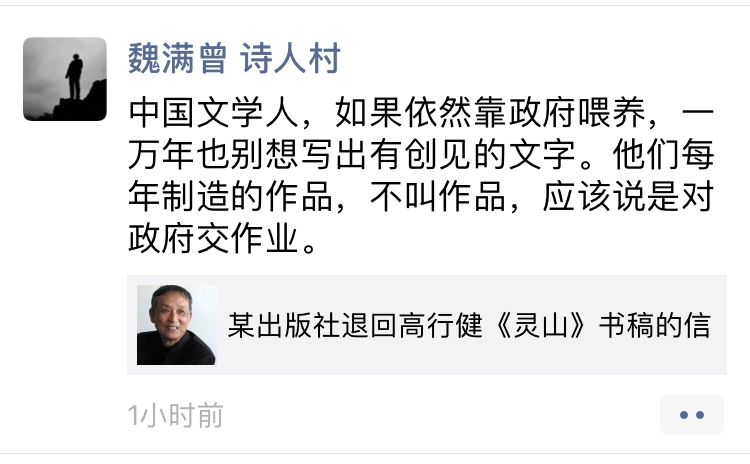 魏满曾 诗人村
中国文学人，如果依然靠政府喂养，一
万年也别想写出有创见的文字。他们每
年制造的作品，不叫作品，应该说是对
政府交作业。
某出版社退回高行健《灵山》书稿的信
1小时前